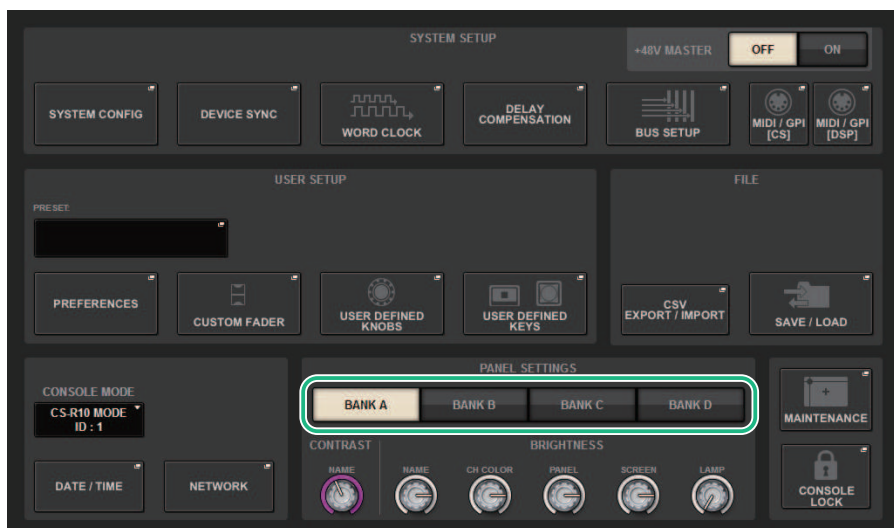 SYSTEM SETUP
+48V MASTER
OFF
ON
SYSTEM CONFIG
DEVICE SYNC
WORD CLOCK
DELAY
COMPENSATION
BUS SETUP
MIDI / GPI
[CS]
MIDI / GPI
[DSP]
USER SETUP
PRESET
PREFERENCES
CUSTOM FADER
USER DEFINED
KNOBS
USER DEFINED
KEYS
FILE
CSV
EXPORT / IMPORT
SAVE / LOAD
CONSOLE MODE
CS-R10 MODE
ID : 1
DATE / TIME
NETWORK
PANEL SETTINGS
BANK A
BANK B
BANK C
BANK D
CONTRAST
NAME
BRIGHTNESS
NAME
CH COLOR
PANEL
SCREEN
LAMP
MAINTENANCE
CONSOLE
LOCK